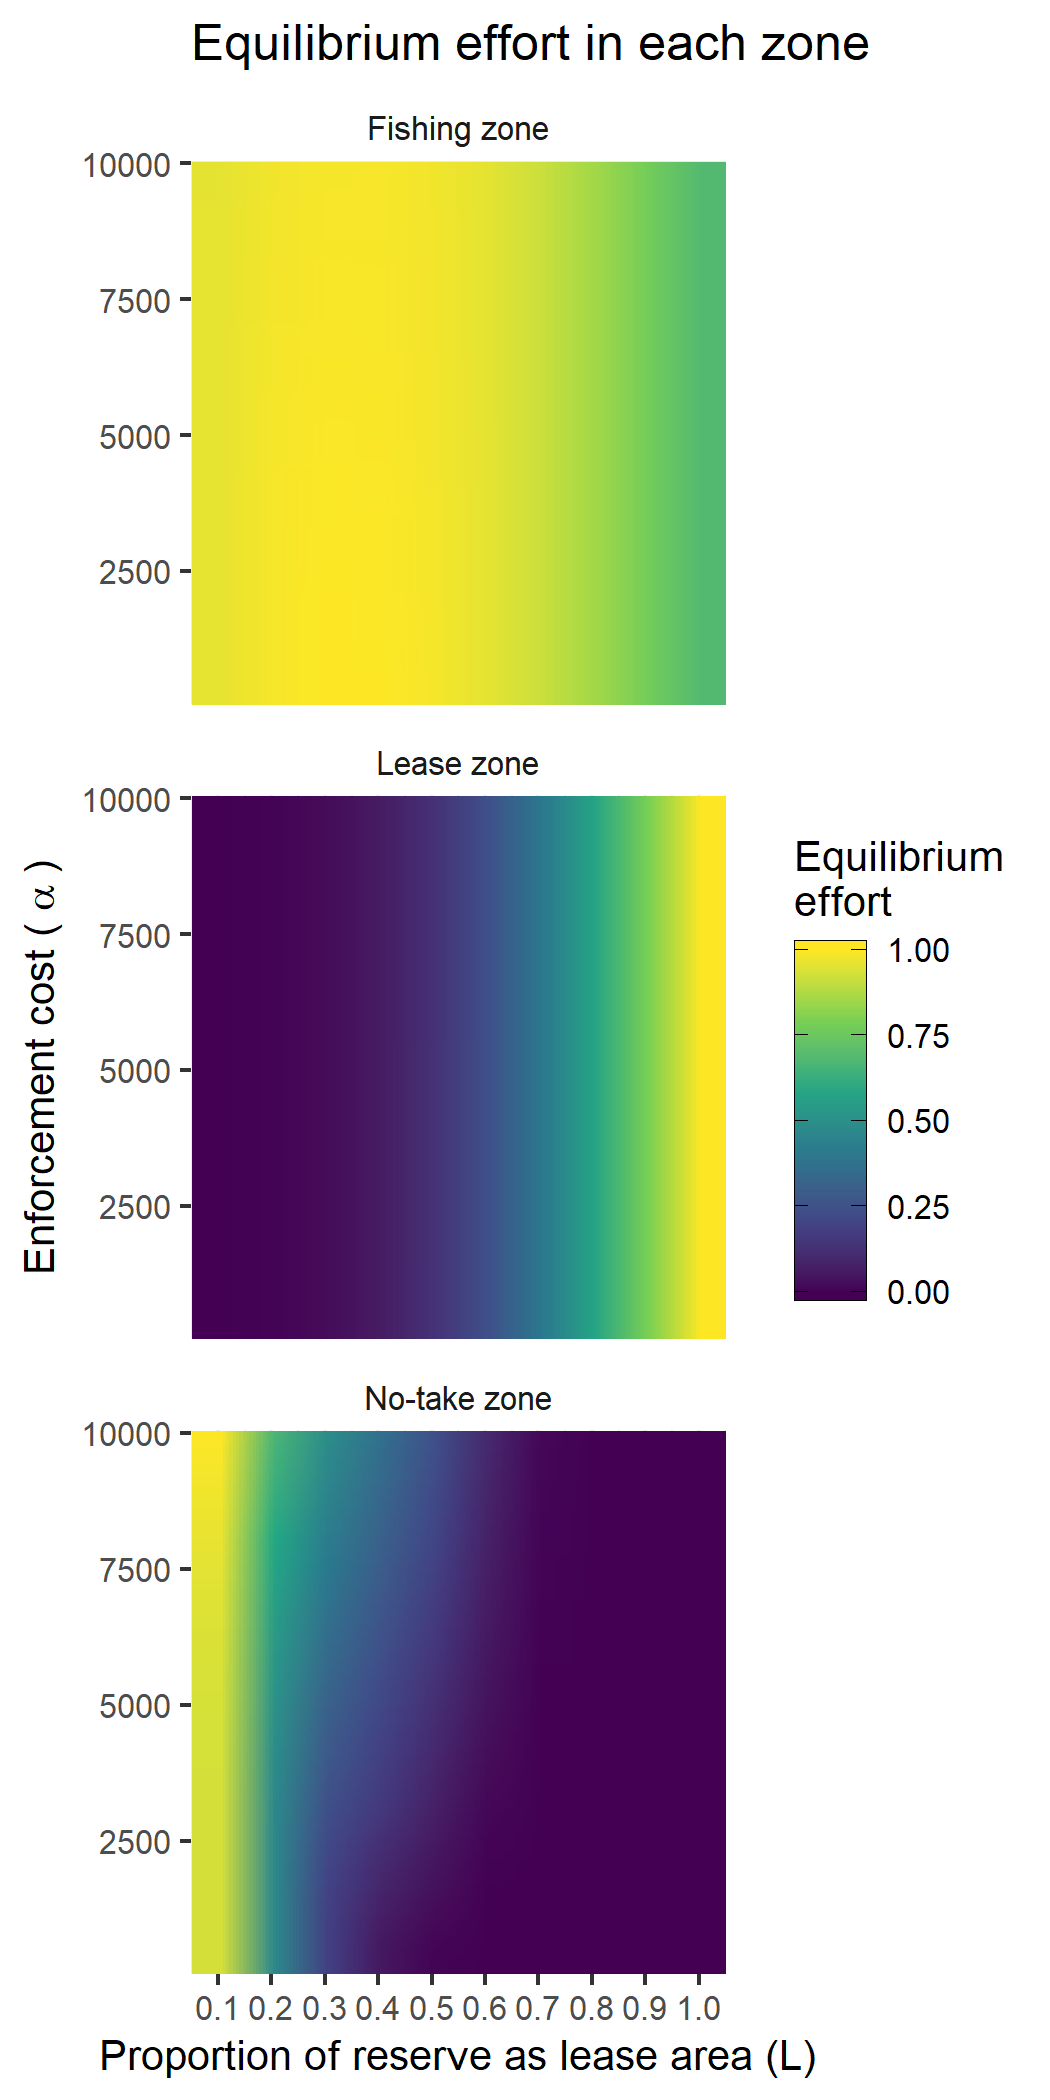 Equilibrium effort in each zone
Fishing zone
10000
7500
5000
2500
Lease zone
10000
7500
5000
2500
Enforcement cost ( α )
Equilibrium
effort
1.00
0.75
0.50
0.25
0.00
No-take zone
10000
7500
5000
2500
0.1 0.2 0.3 0.4 0.5 0.6 0.7 0.8 0.9 1.0
Proportion of reserve as lease area (L)